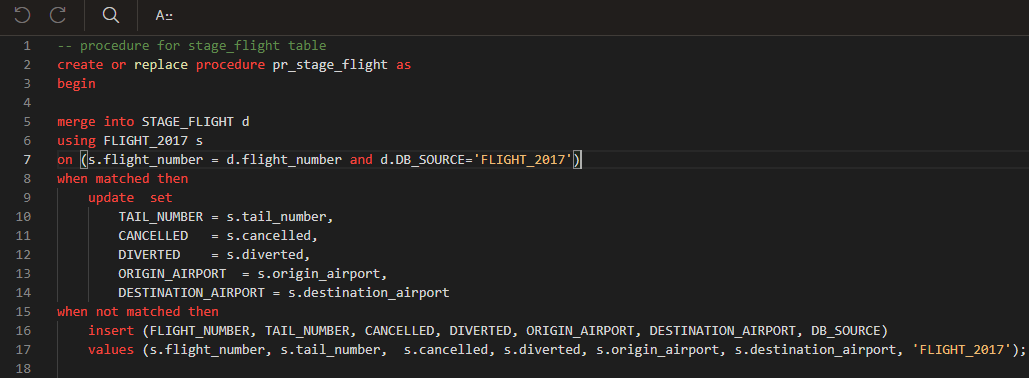 A::
1 -- procedure for stage_flight table
2 create or replace procedure pr_stage_flight as
3 begin
4
5 merge into STAGE_FLIGHT d
6 using FLIGHT_2017 s
7 on (s.flight_number = d.flight_number and d.DB_SOURCE='FLIGHT_2017')
8 when matched then
9     update  set
10         TAIL_NUMBER = s.tail_number,
11         CANCELLED   = s.cancelled,
12         DIVERTED    = s.diverted,
13         ORIGIN_AIRPORT  = s.origin_airport,
14         DESTINATION_AIRPORT = s.destination_airport
15 when not matched then
16     insert (FLIGHT_NUMBER, TAIL_NUMBER, CANCELLED, DIVERTED, ORIGIN_AIRPORT, DESTINATION_AIRPORT, DB_SOURCE)
17     values (s.flight_number, s.tail_number,  s.cancelled, s.diverted, s.origin_airport, s.destination_airport, 'FLIGHT_2017');
18